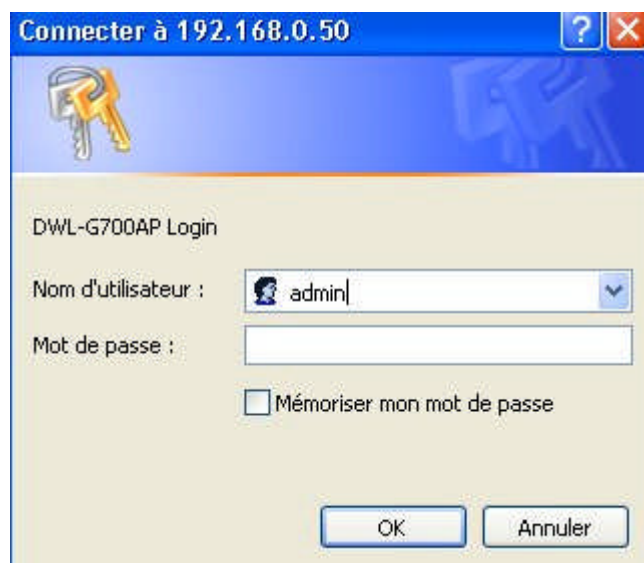 Connecter à 192.168.0.50
DWL-G700AP Login
Nom d'utilisateur :
admin
Mot de passe :
Mémoriser mon mot de passe
OK
Annuler